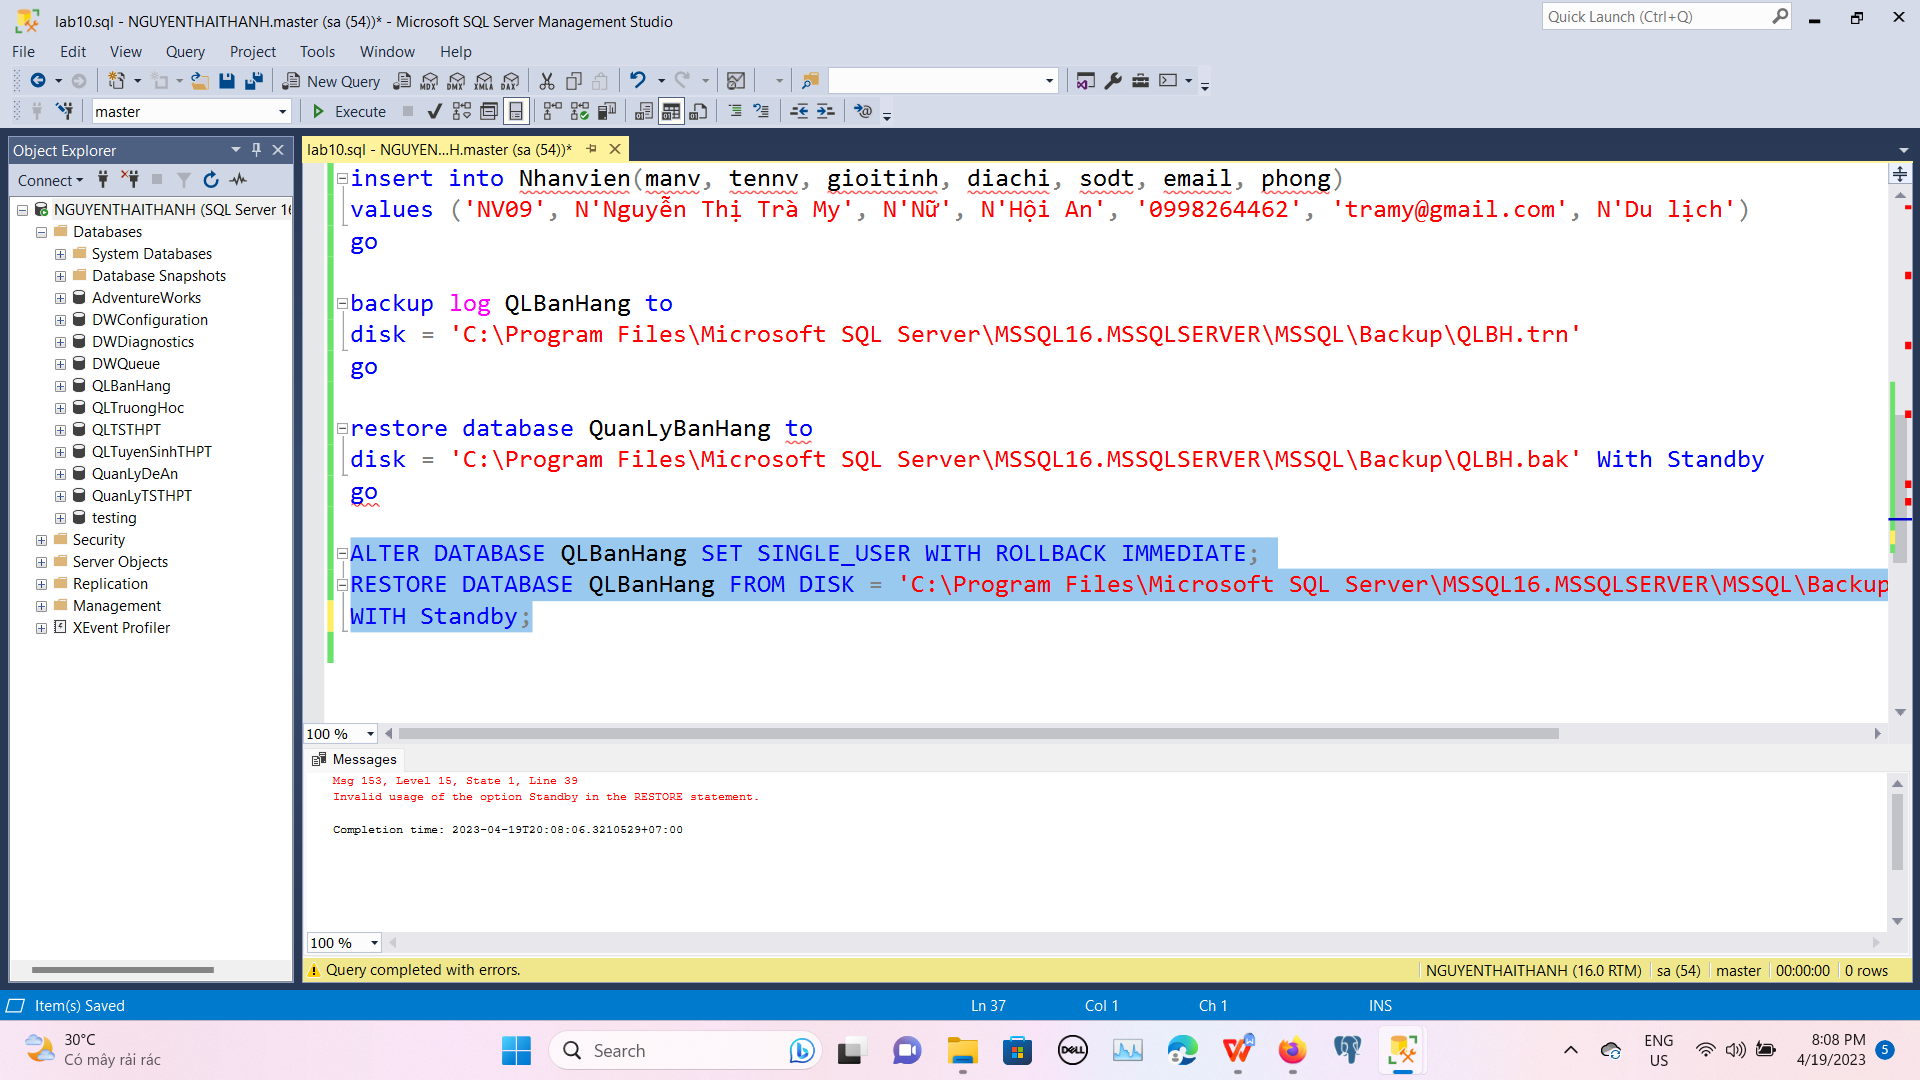 lab10.sql - NGUYENTHAITHANH.master (sa (54))* - Microsoft SQL Server Management Studio
Quick Launch (Ctrl+Q)
File Edit View Query Project Tools Window Help
New Query MDX DMX XMLA DAX
master Execute
Object Explorer
Connect
NGUYENTHAITHANH (SQL Server 16
Databases
System Databases
Database Snapshots
AdventureWorks
DWConfiguration
DWDiagnostics
DWQueue
QLBanHang
QLTruongHoc
QLTSTHPT
QLTuyenSinhTHPT
QuanLyDeAn
QuanLyTSTHPT
testing
Security
Server Objects
Replication
Management
XEvent Profiler
lab10.sql - NGUYEN...H.master (sa (54))*
insert into Nhanvien(manv, tennv, gioitinh, diachi, sodt, email, phong)
values ('NV09', N'Nguyễn Thị Trà My', N'Nữ', N'Hội An', '0998264462', 'tramy@gmail.com', N'Du lịch')
go
backup log QLBanHang to
disk = 'C:\Program Files\Microsoft SQL Server\MSSQL16.MSSQLSERVER\MSSQL\Backup\QLBH.trn'
go
restore database QuanLyBanHang to
disk = 'C:\Program Files\Microsoft SQL Server\MSSQL16.MSSQLSERVER\MSSQL\Backup\QLBH.bak' With Standby
go
ALTER DATABASE QLBanHang SET SINGLE_USER WITH ROLLBACK IMMEDIATE;
RESTORE DATABASE QLBanHang FROM DISK = 'C:\Program Files\Microsoft SQL Server\MSSQL16.MSSQLSERVER\MSSQL\Backup
WITH Standby;
100 %
Messages
Msg 153, Level 15, State 1, Line 39
Invalid usage of the option Standby in the RESTORE statement.
Completion time: 2023-04-19T20:08:06.3210529+07:00
100 %
Query completed with errors.
NGUYENTHAITHANH (16.0 RTM) sa (54) master 00:00:00 0 rows
Item(s) Saved Ln 37 Col 1 Ch 1 INS
30°C
Có mây rải rác
Search
DELL
ENG
US
8:08 PM
4/19/2023
5